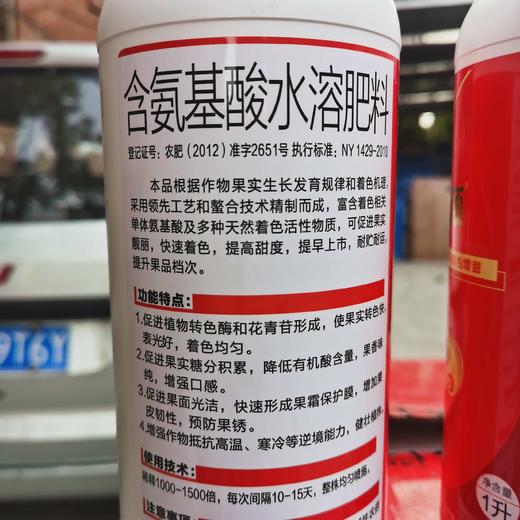 含氨基酸水溶肥料
登记证号：农肥（2012）准字2651号 执行标准：NY 1429-2010
本品根据作物果实生长发育规律和着色机理，
采用领先工艺和螯合技术精制而成，富含着色相关
单体氨基酸及多种天然着色活性物质，可促进果实
靓丽，快速着色，提高甜度，提早上市，耐贮耐运，
提升果品档次。
功能特点：
1.促进植物转色酶和花青苷形成，使果实转色快，
表光好，着色均匀。
2.促进果实糖分积累，降低有机酸含量，果香味
纯，增强口感。
3.促进果面光洁，快速形成果霜保护膜，增加果
皮韧性，预防果锈。
4.增强作物抵抗高温、寒冷等逆境能力，健壮植株。
使用技术：
稀释1000-1500倍，每次间隔10-15天，整株均匀喷施。
注意事项
净含量
1升
9T6Y